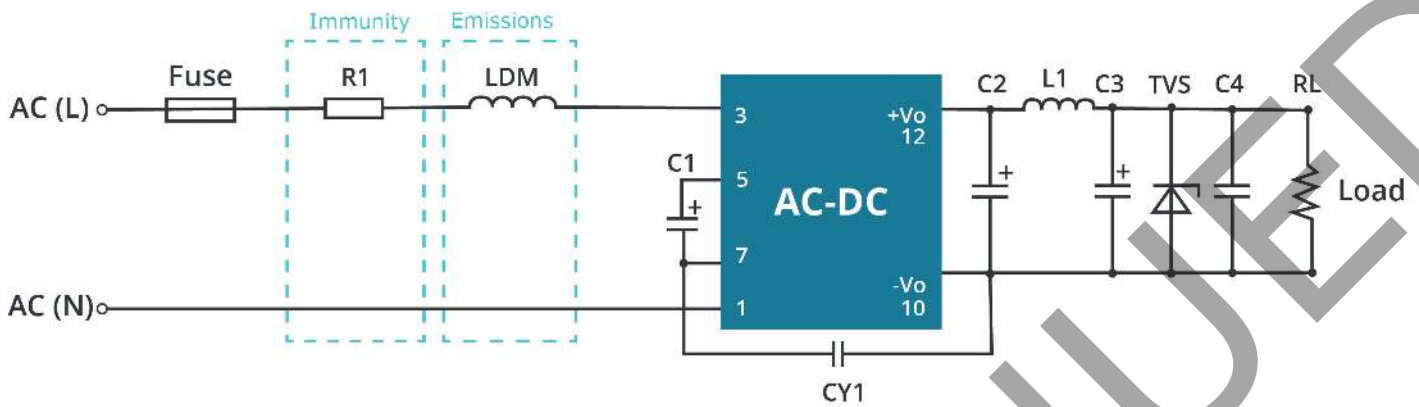 Immunity
Emissions
Fuse
R1
LDM
C2
L1
C3
TVS
C4
RL
AC (L)
3
+Vo
12
C1
5
AC-DC
Load
+
+
+
7
-Vo
10
AC (N)
1
CY1